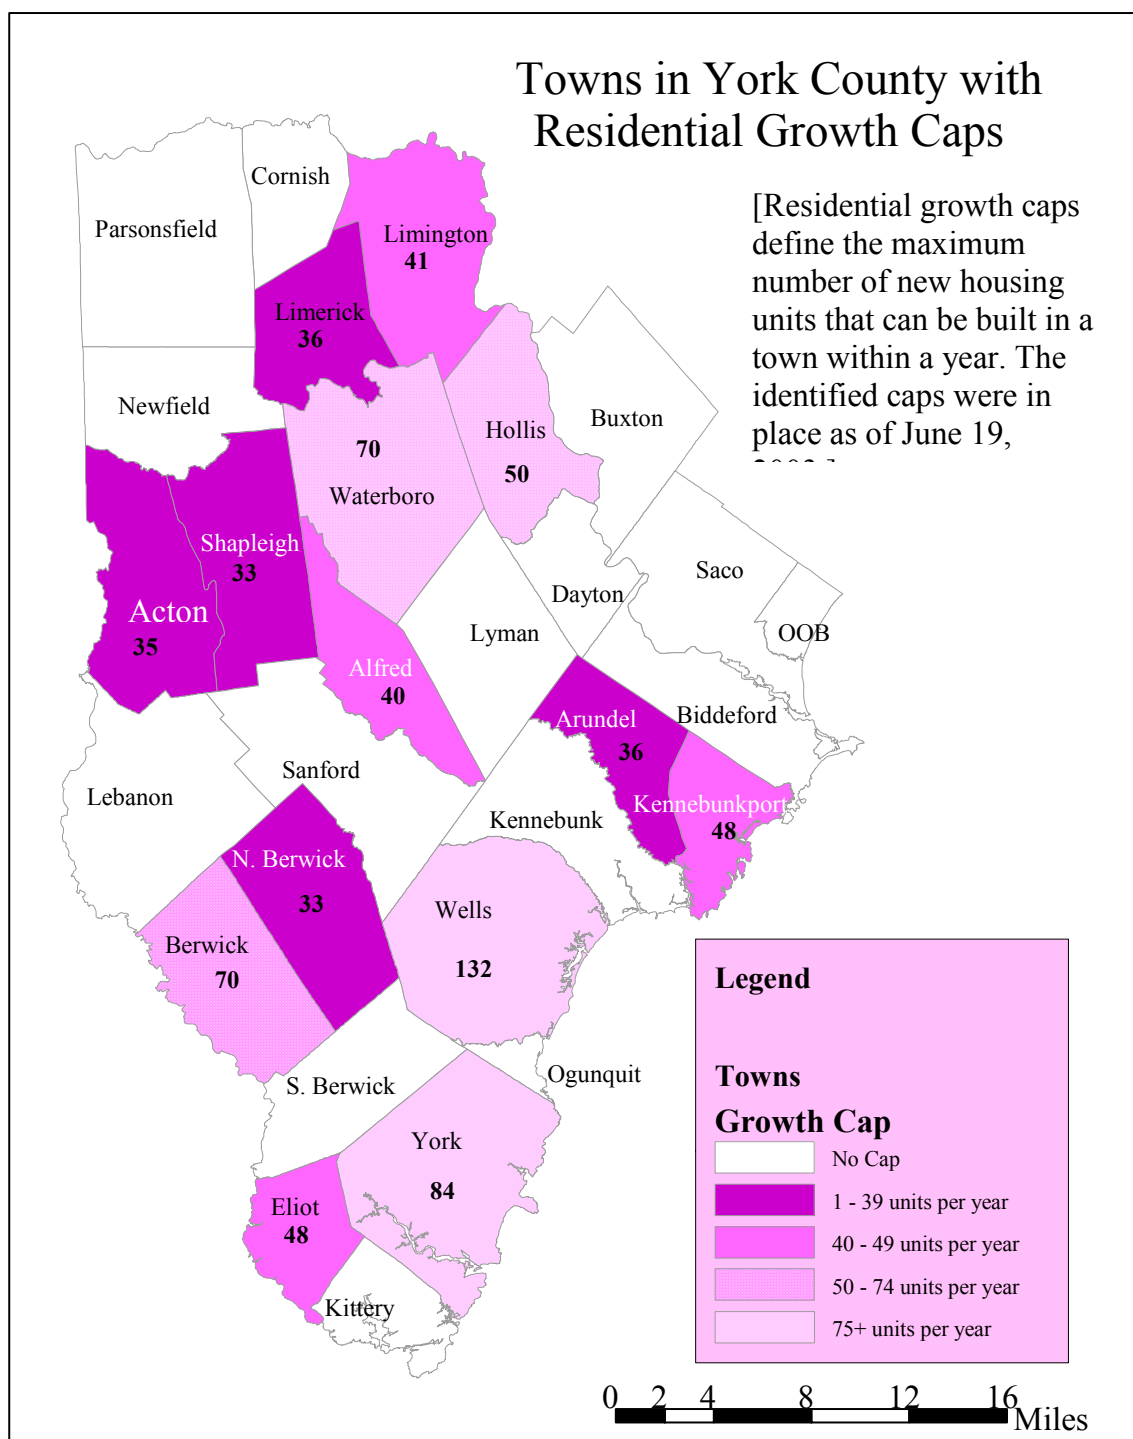 Towns in York County with
Residential Growth Caps
[Residential growth caps
define the maximum
number of new housing
units that can be built in a
town within a year. The
identified caps were in
place as of June 19,
Cornish
Parsonsfield
Limington
41
Limerick
36
Newfield
Buxton
Hollis
50
70
Waterboro
Shapleigh
33
Acton
35
Saco
Dayton
OOB
Lyman
Alfred
40
Arundel
36
Biddeford
Sanford
Lebanon
Kennebunkport
48
Kennebunk
N. Berwick
33
Wells
132
Berwick
70
Ogunquit
S. Berwick
York
84
Eliot
48
Kittery
Legend
Towns
Growth Cap
No Cap
1 - 39 units per year
40 - 49 units per year
50 - 74 units per year
75+ units per year
0 2 4 8 12 16
Miles